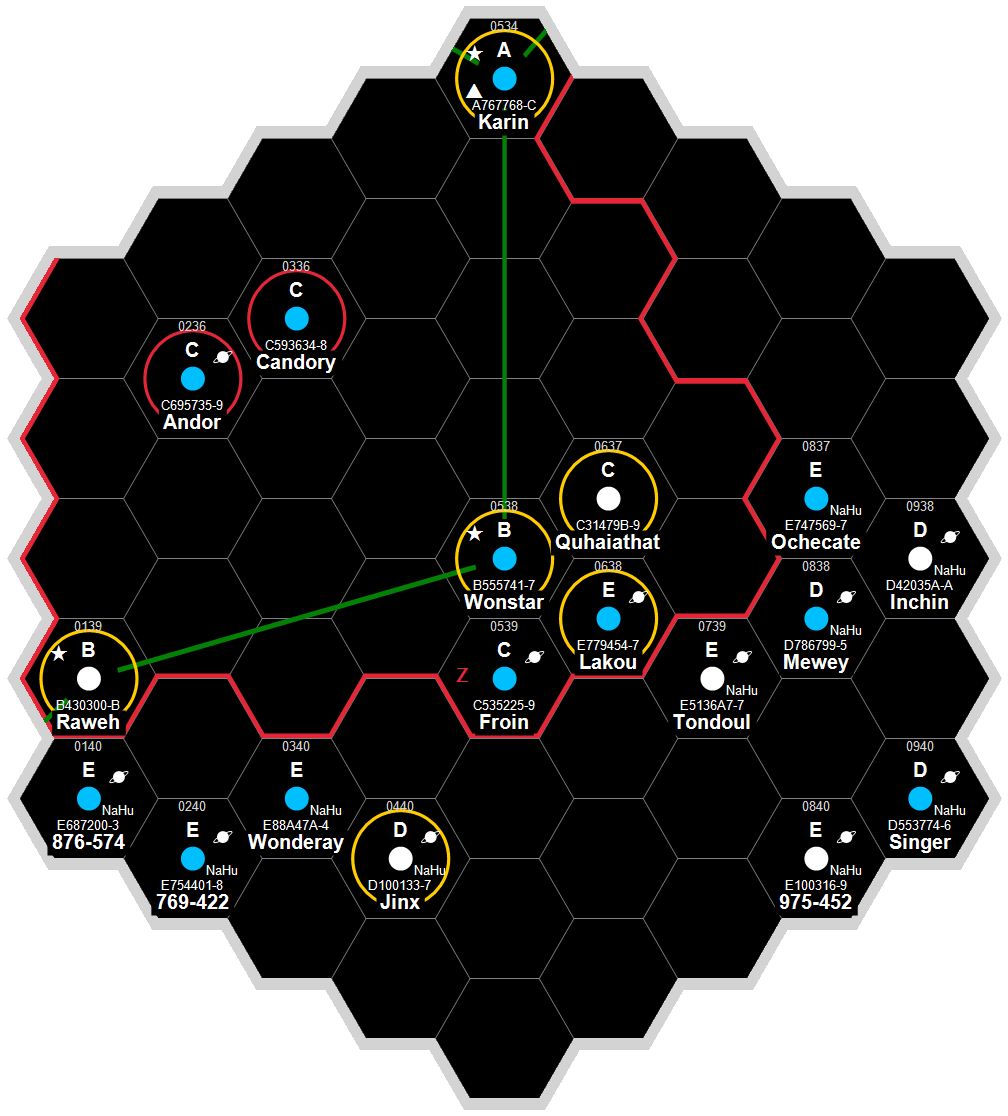 0534
A
A767768-C
Karin
0336
C
C593634-8
Candory
0236
C
C695735-9
Andor
0637
C
C31479B-9
Quhaiathat
0837
E
NaHu
E747569-7
Ochecate
0538
B
B555741-7
Wonstar
0938
D
NaHu
D42035A-A
Inchin
0638
E
E779454-7
Lakou
0838
D
NaHu
D786799-5
Mewey
0139
B
B430300-B
Raweh
0539
C
Z
C535225-9
Froin
0739
E
NaHu
E5136A7-7
Tondoul
0140
E
NaHu
E687200-3
876-574
0340
E
NaHu
E88A47A-4
Wonderay
0940
D
NaHu
D553774-6
Singer
0240
E
NaHu
E754401-8
769-422
0440
D
NaHu
D100133-7
Jinx
0840
E
NaHu
E100316-9
975-452